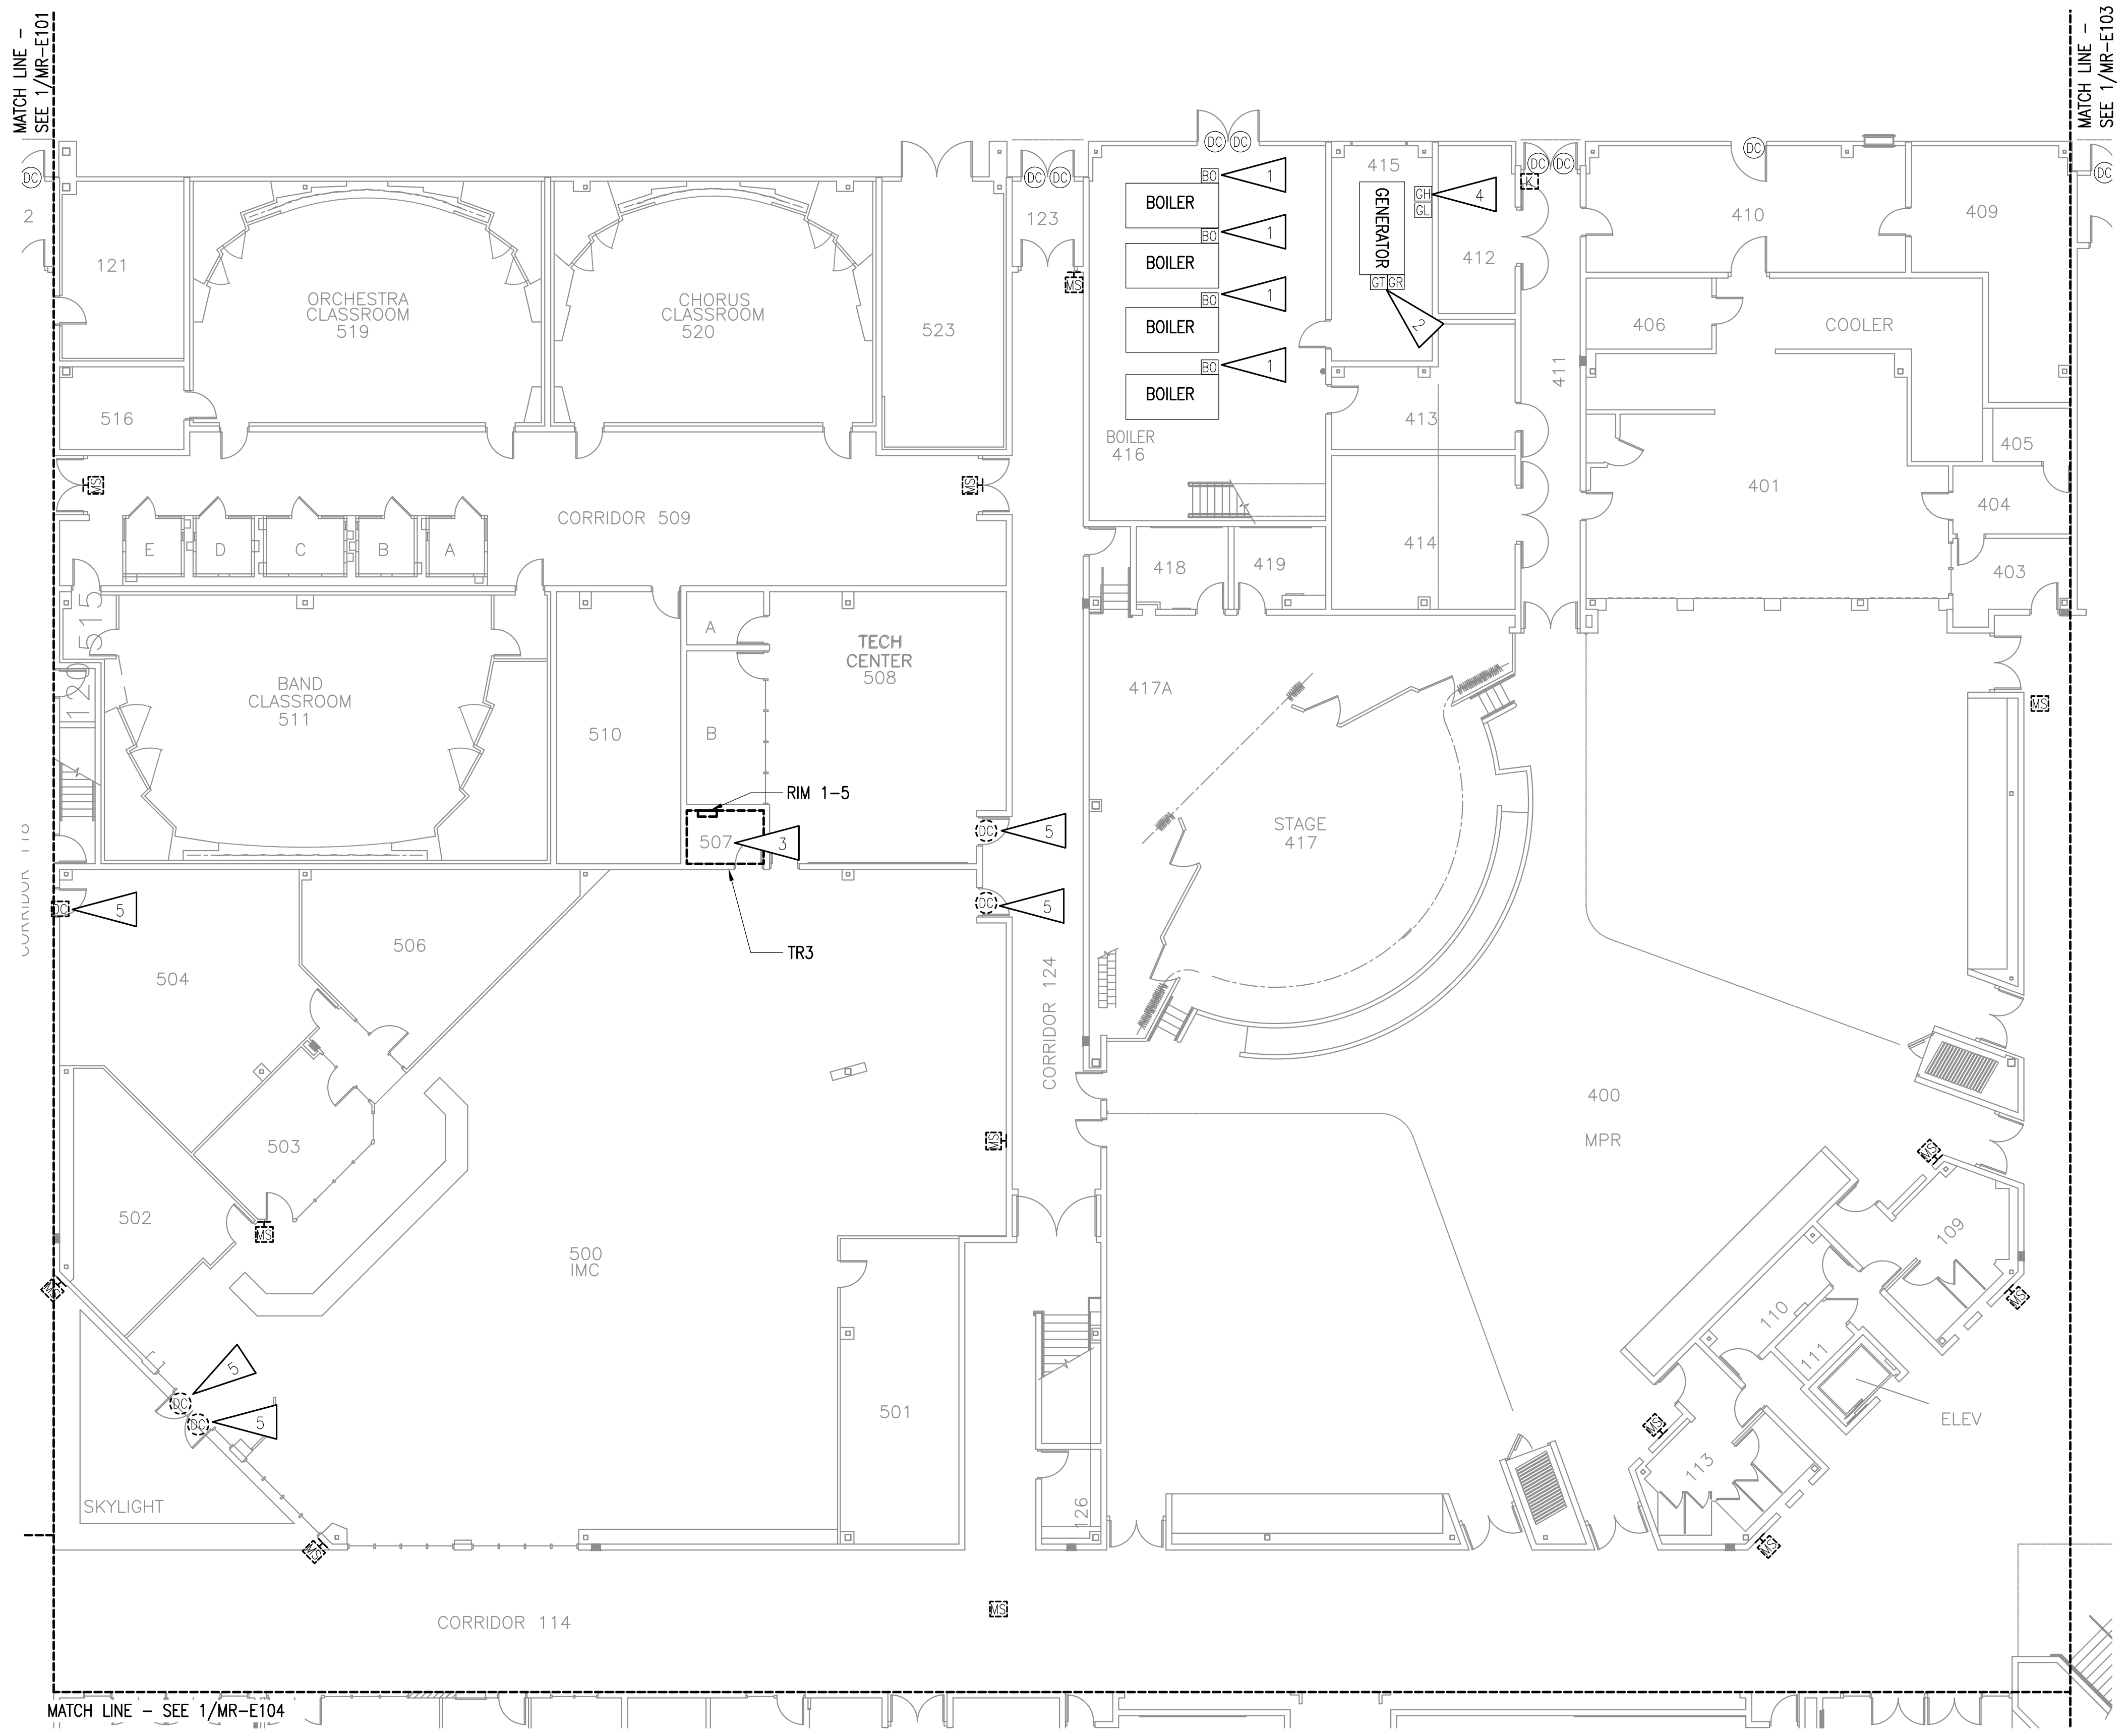 MATCH LINE -
SEE 1/MR-E101
MATCH LINE -
SEE 1/MR-E103
DC
2
121
ORCHESTRA
CLASSROOM
519
CHORUS
CLASSROOM
520
523
516
DC DC
123
MS
DC DC
BOILER
BO
1
BOILER
BO
1
BOILER
BO
1
BOILER
BO
1
BOILER
416
415
GENERATOR
GH
GL
4
GT GR
2
412
413
414
DC DC
K
411
DC
410
409
DC
406
COOLER
405
401
404
403
MS
MS
CORRIDOR 509
E
D
C
B
A
418
419
515
120
BAND
CLASSROOM
511
510
A
B
TECH
CENTER
508
RIM 1-5
507
3
TR3
DC
5
DC
5
417A
STAGE
417
MS
DC
5
504
506
CORRIDOR 124
503
502
MS
MS
MS
500
IMC
400
MPR
MS
109
MS
110
111
ELEV
MS
113
MS
DC
5
DC
5
501
126
SKYLIGHT
MS
CORRIDOR 114
MS
MATCH LINE - SEE 1/MR-E104